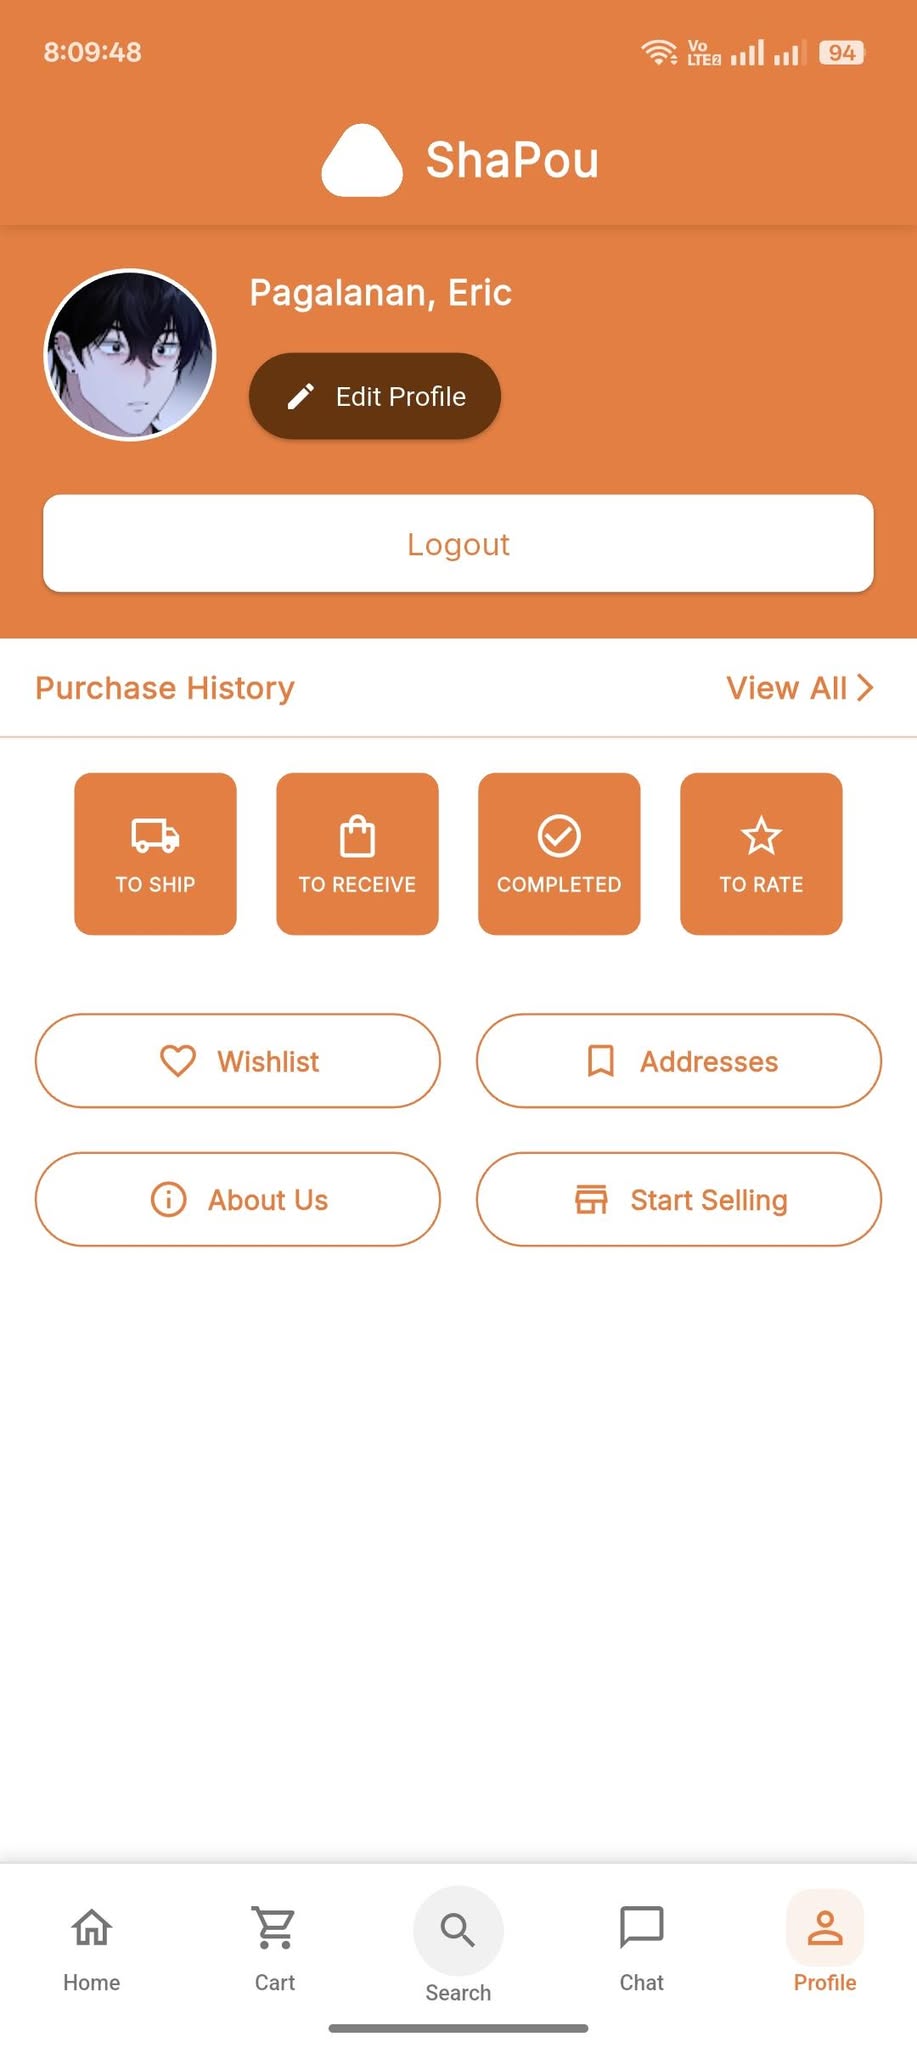 8:09:48
Vo
LTE2
94
ShaPou
Pagalanan, Eric
Edit Profile
Logout
Purchase History
View All
TO SHIP
TO RECEIVE
COMPLETED
TO RATE
Wishlist
Addresses
About Us
Start Selling
Home
Cart
Search
Chat
Profile